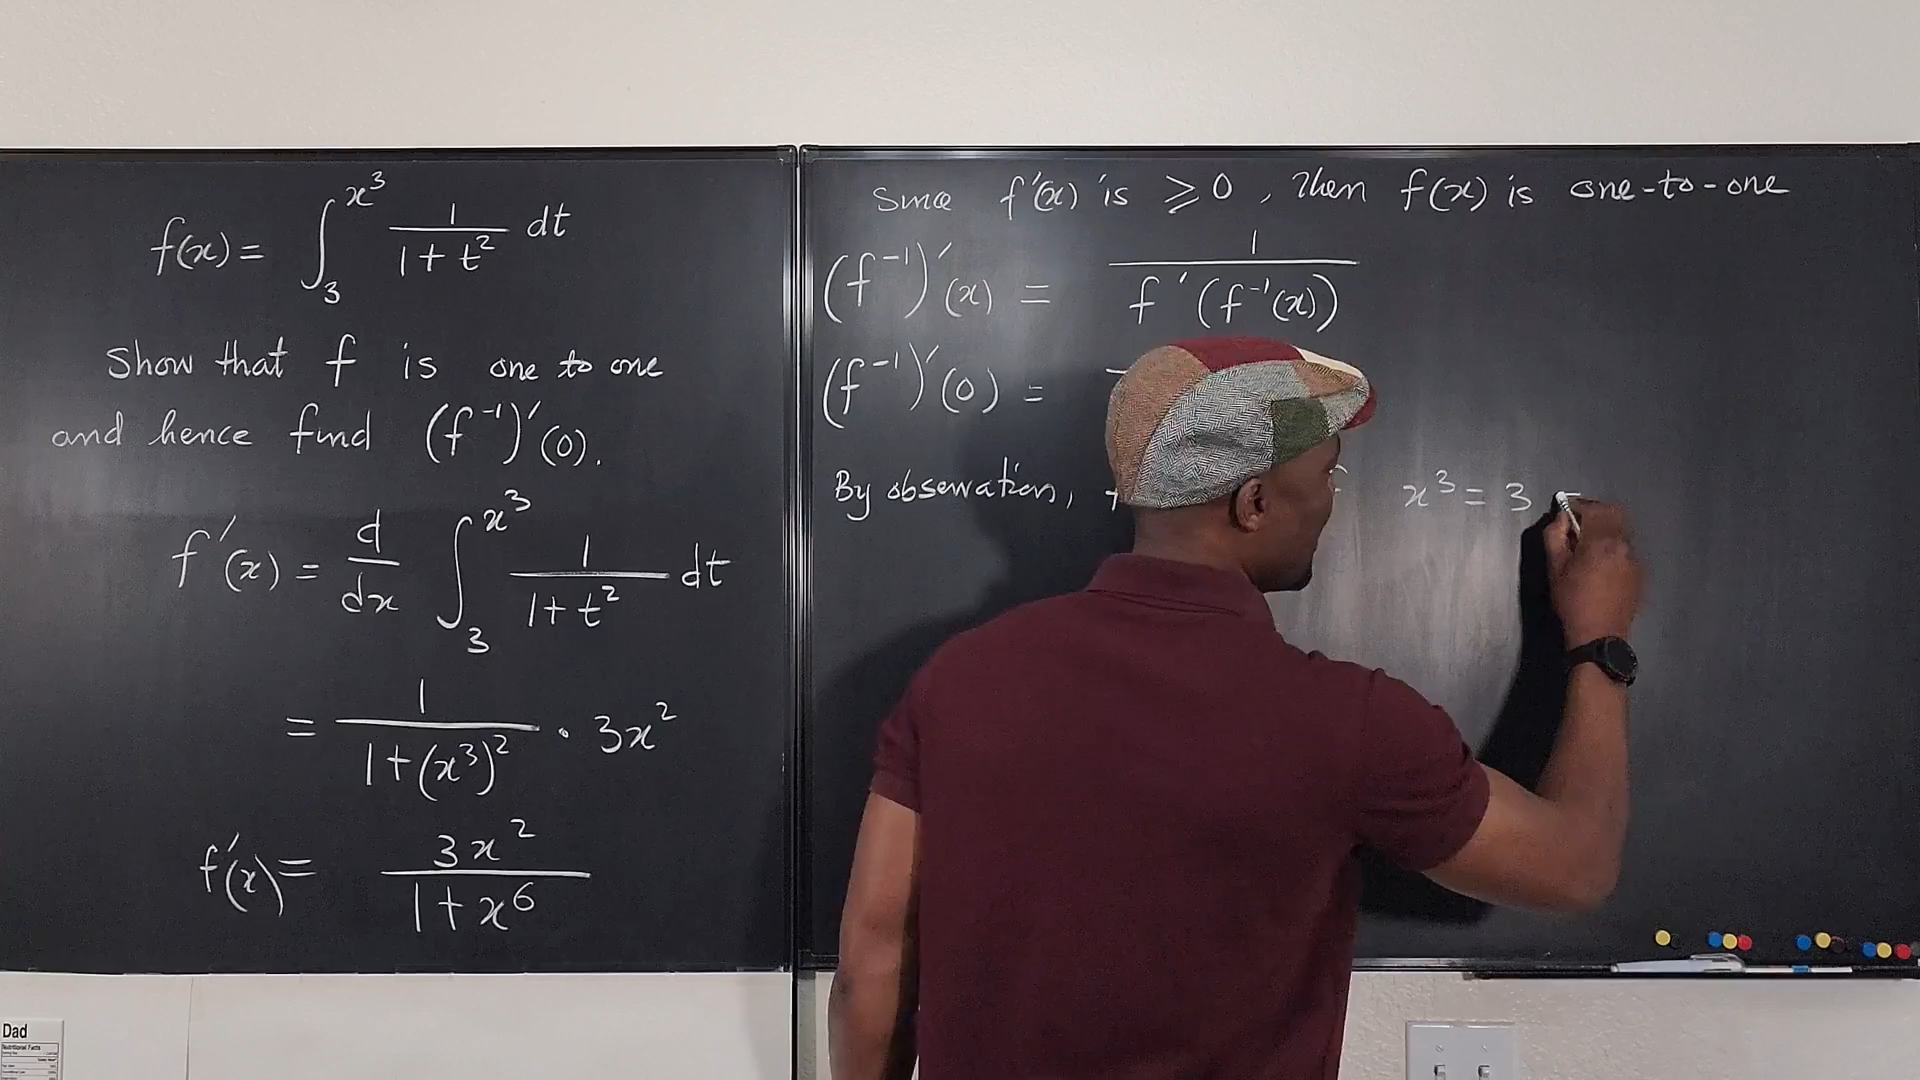 f(x) = ∫₃^{x³} 1/(1+t²) dt
Show that f is one to one
and hence find (f⁻¹)′(0).
f′(x) = d/dx ∫₃^{x³} 1/(1+t²) dt
= 1/(1+(x³)²) · 3x²
f′(x) = 3x²/(1+x⁶)
Since f′(x) is ≥ 0, then f(x) is one-to-one
(f⁻¹)′(x) = 1/(f′(f⁻¹(x)))
(f⁻¹)′(0) =
By observation, x³ = 3
Dad
Nutritional Facts